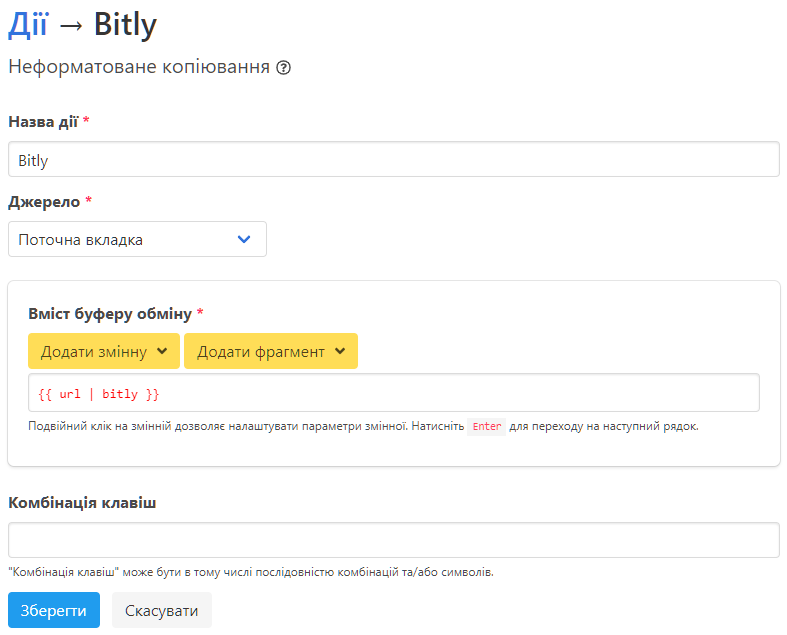 Дії → Bitly
Неформатоване копіювання ?
Назва дії *
Bitly
Джерело *
Поточна вкладка
Вміст буферу обміну *
Додати змінну Додати фрагмент
{{ url | bitly }}
Подвійний клік на змінній дозволяє налаштувати параметри змінної. Натисніть Enter для переходу на наступний рядок.
Комбінація клавіш
"Комбінація клавіш" може бути в тому числі послідовністю комбінацій та/або символів.
Зберегти Скасувати